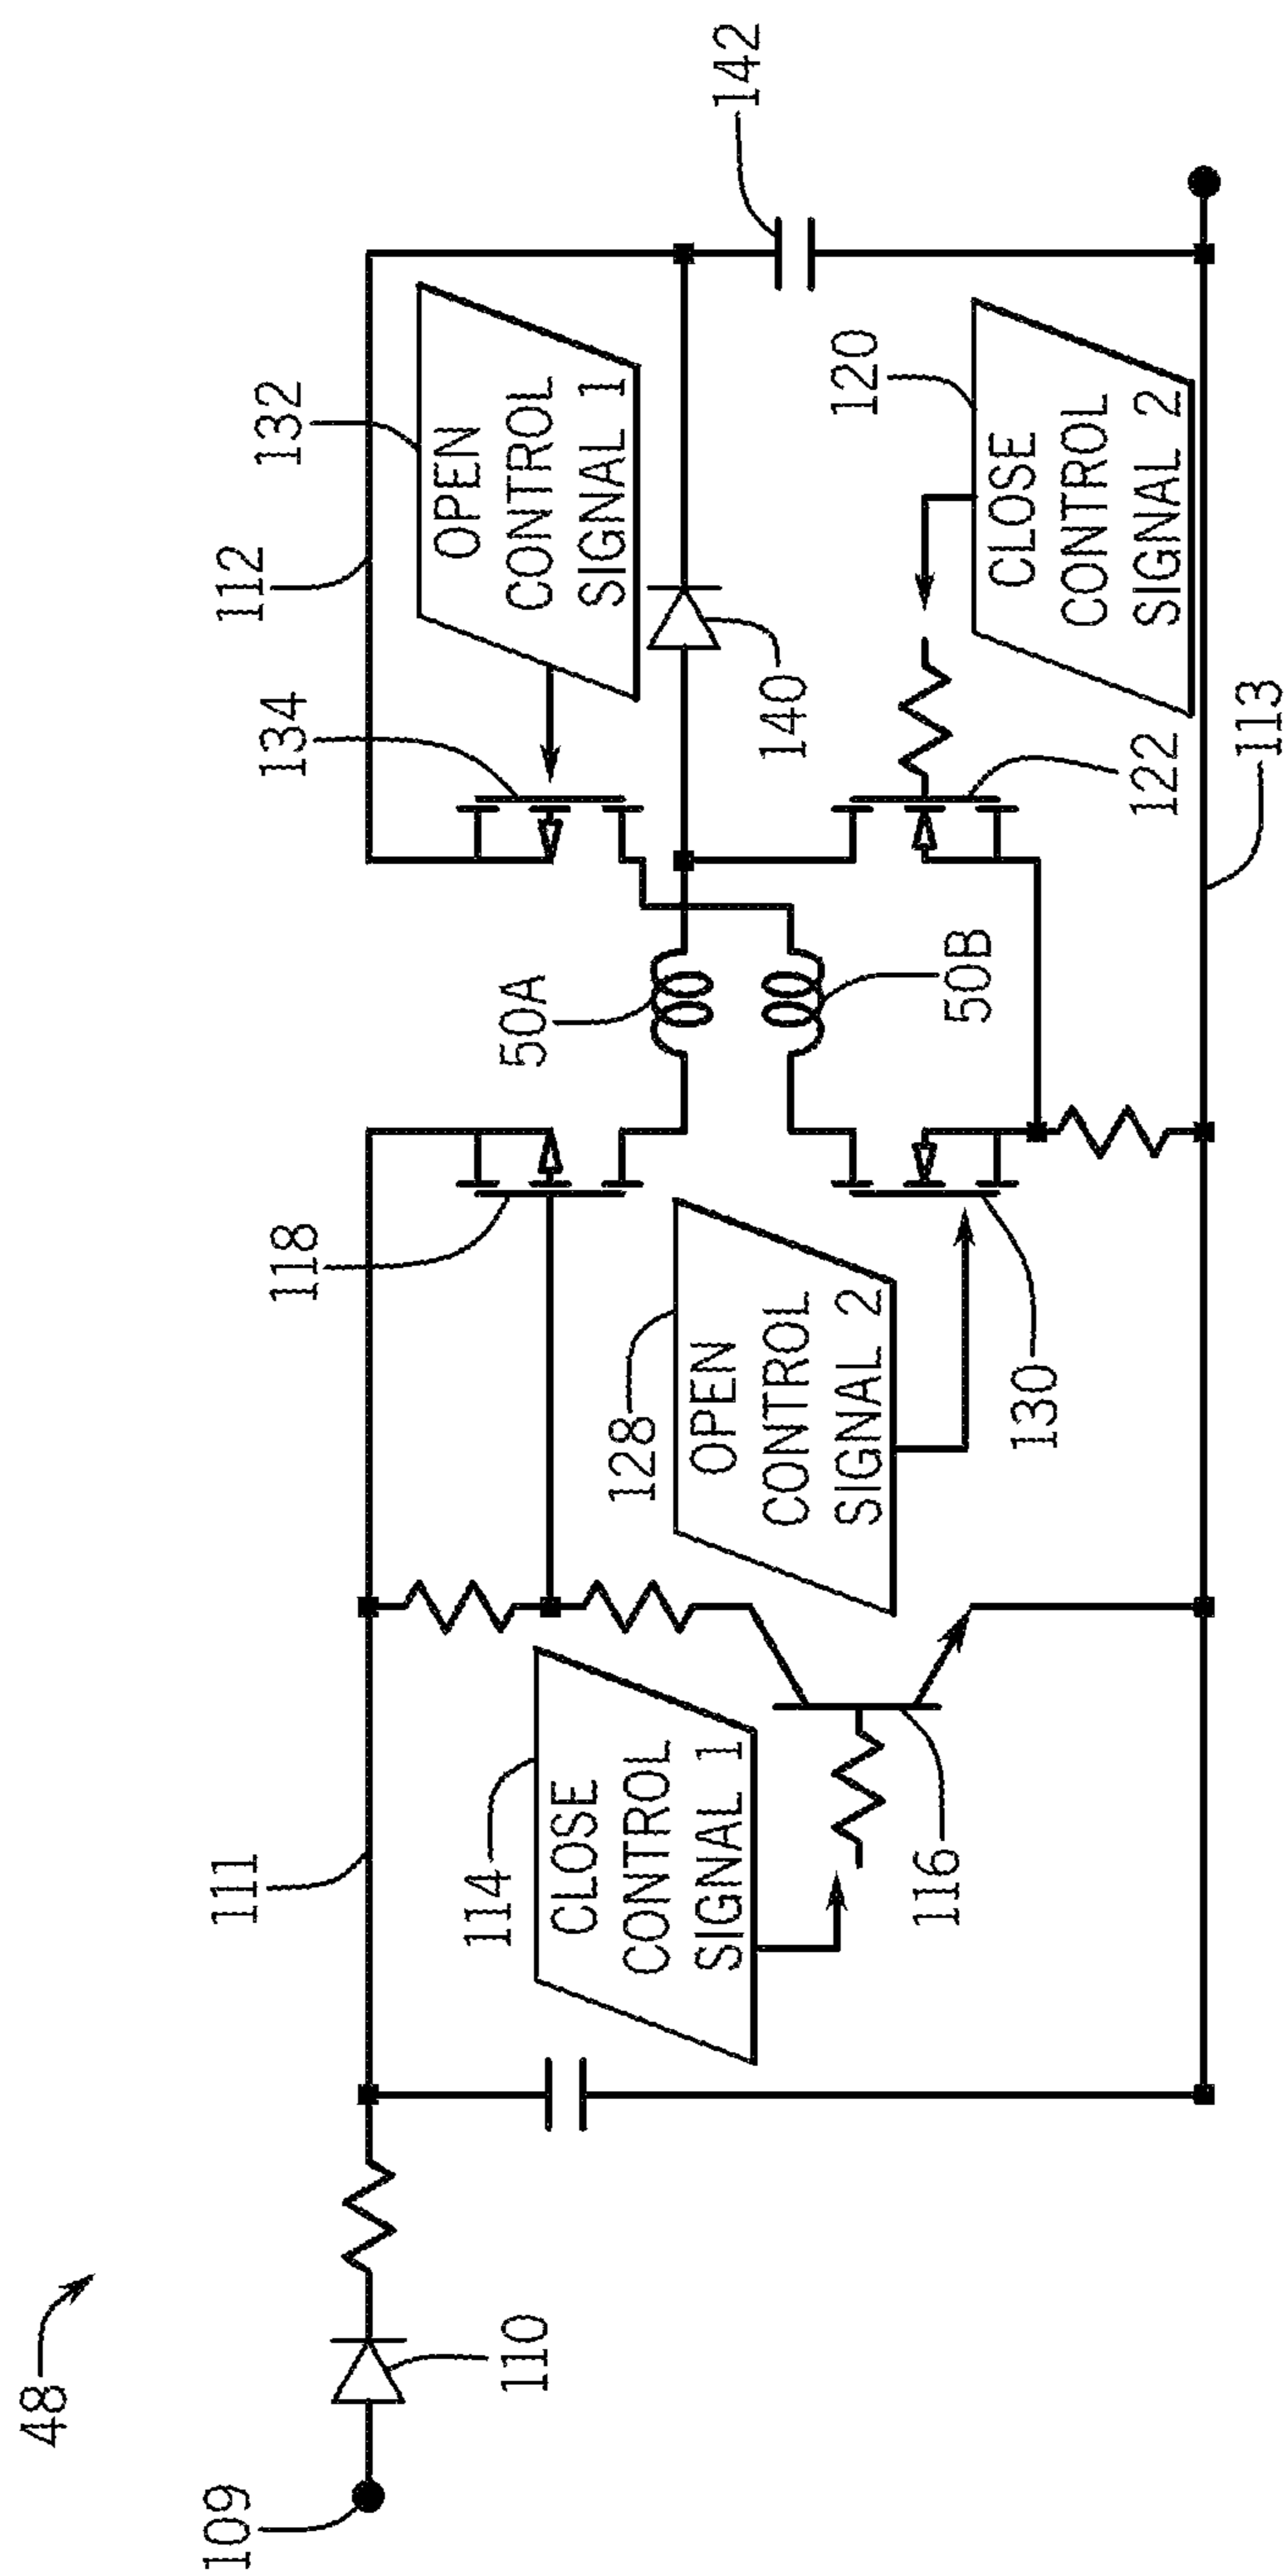 48
109
110
111
114
CLOSE
CONTROL
SIGNAL 1
116
118
128
OPEN
CONTROL
SIGNAL 2
130
50A
50B
112
134
132
OPEN
CONTROL
SIGNAL 1
140
142
122
120
CLOSE
CONTROL
SIGNAL 2
113